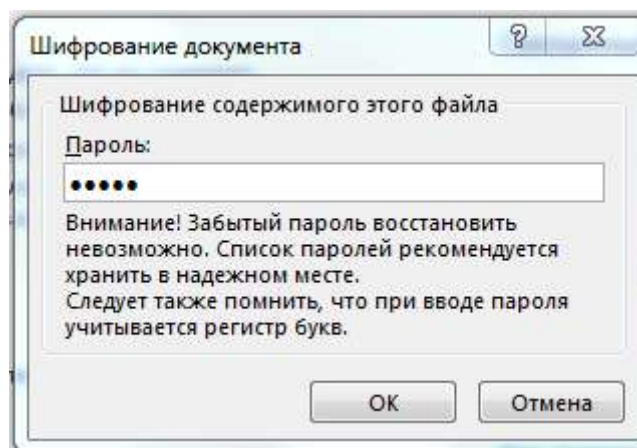 Шифрование документа
Шифрование содержимого этого файла
Пароль:
•••••
Внимание! Забытый пароль восстановить
невозможно. Список паролей рекомендуется
хранить в надежном месте.
Следует также помнить, что при вводе пароля
учитывается регистр букв.
ОК
Отмена